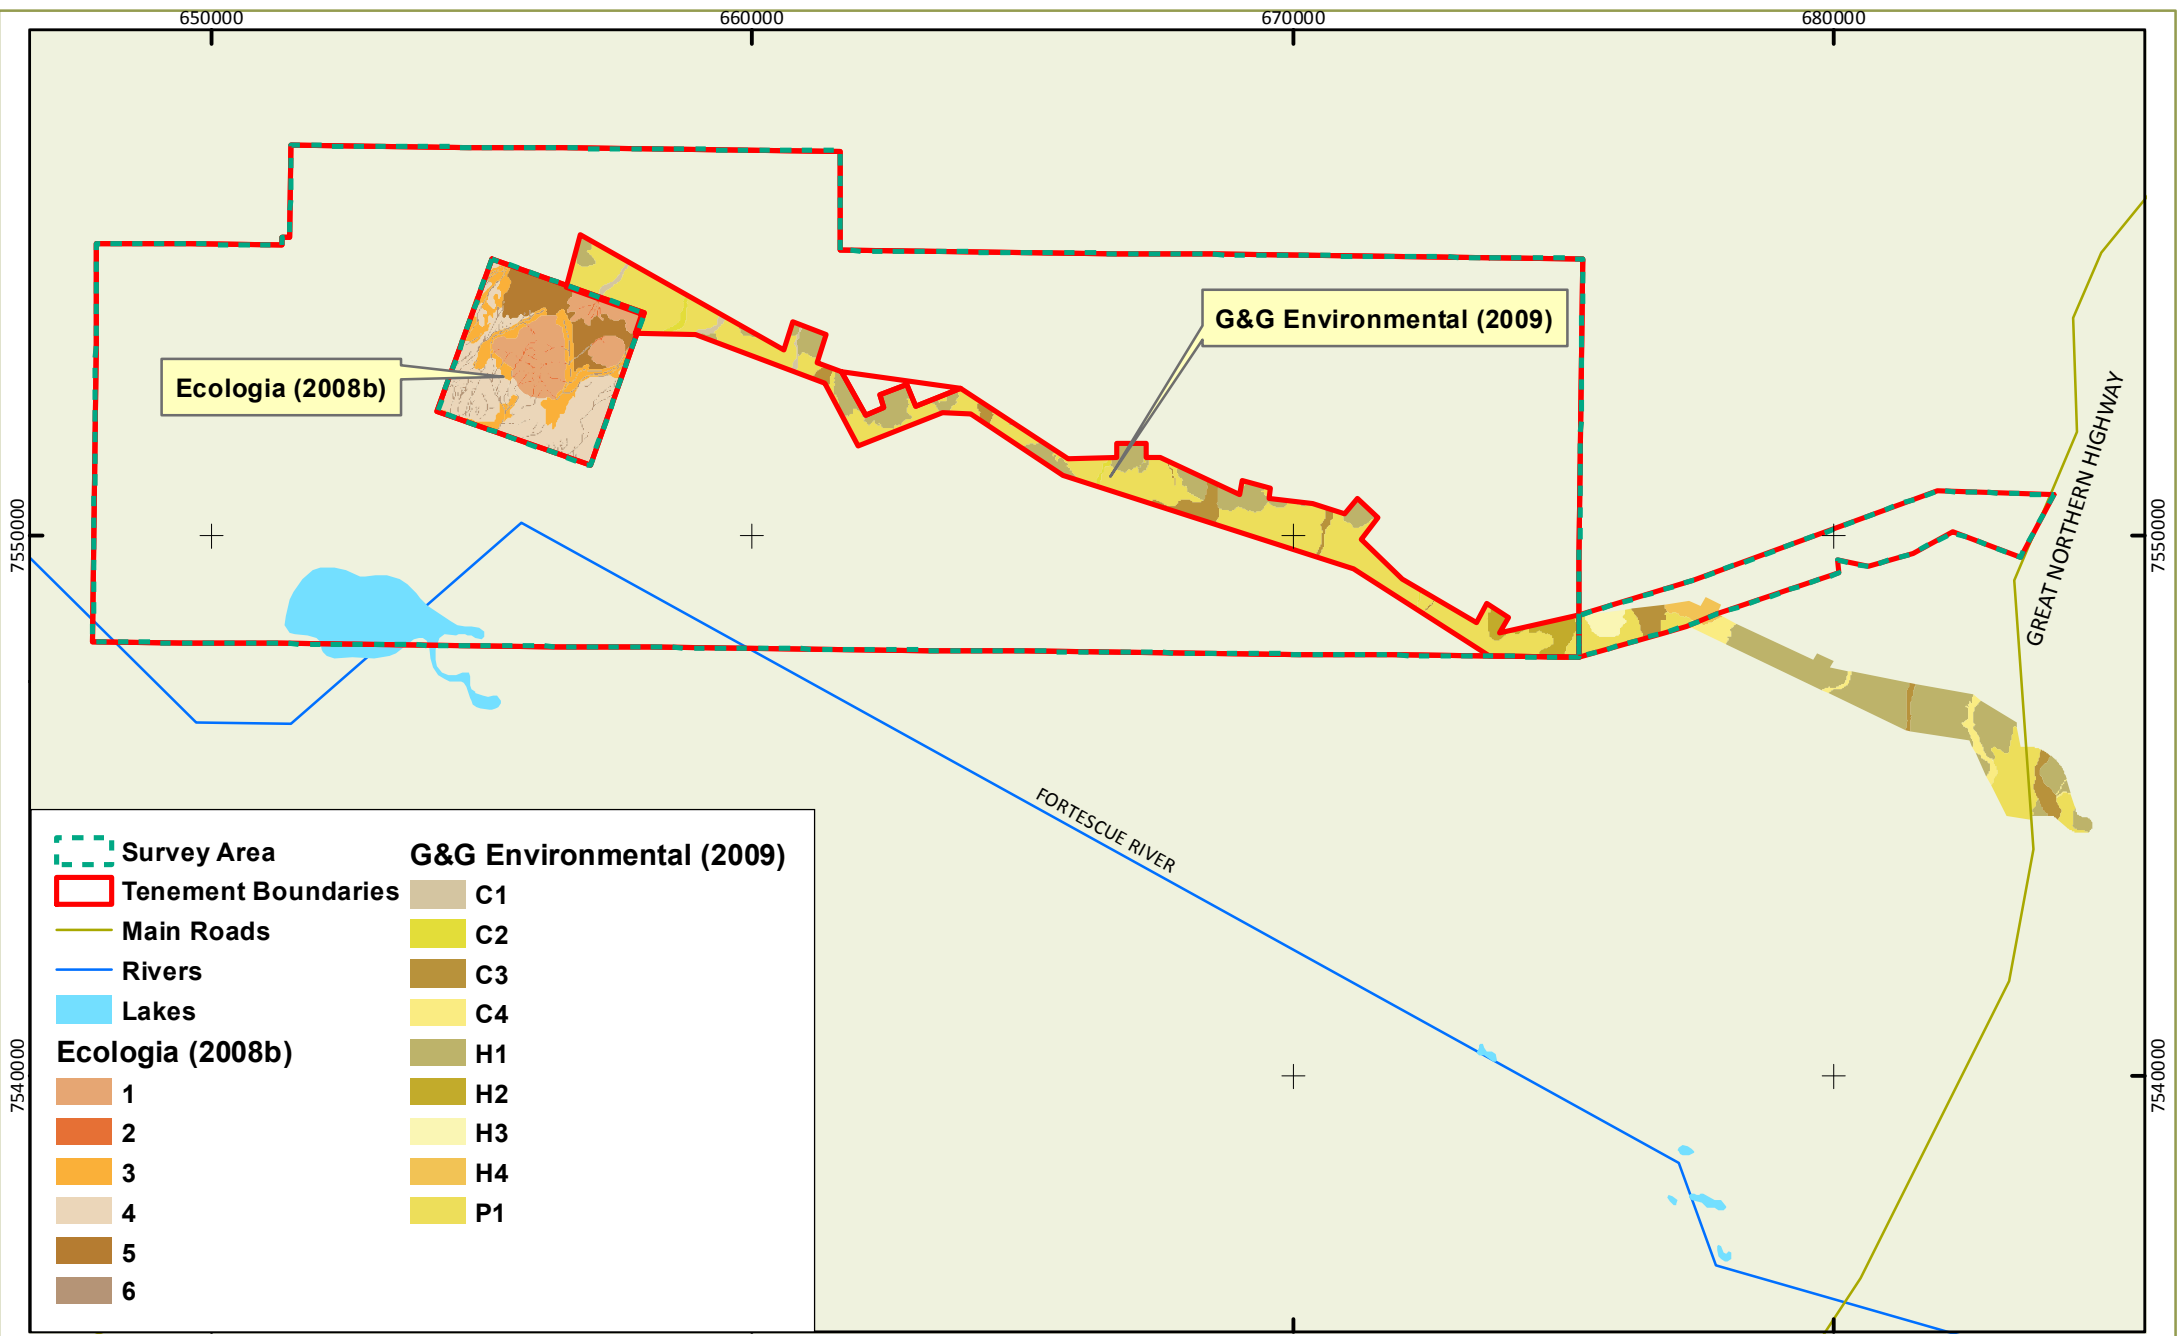 650000
660000
670000
680000
G&G Environmental (2009)
Ecologia (2008b)
GREAT NORTHERN HIGHWAY
7550000
7550000
FORTESCUE RIVER
7540000
7540000
Survey Area
Tenement Boundaries
Main Roads
Rivers
Lakes
Ecologia (2008b)
1
2
3
4
5
6
G&G Environmental (2009)
C1
C2
C3
C4
H1
H2
H3
H4
P1